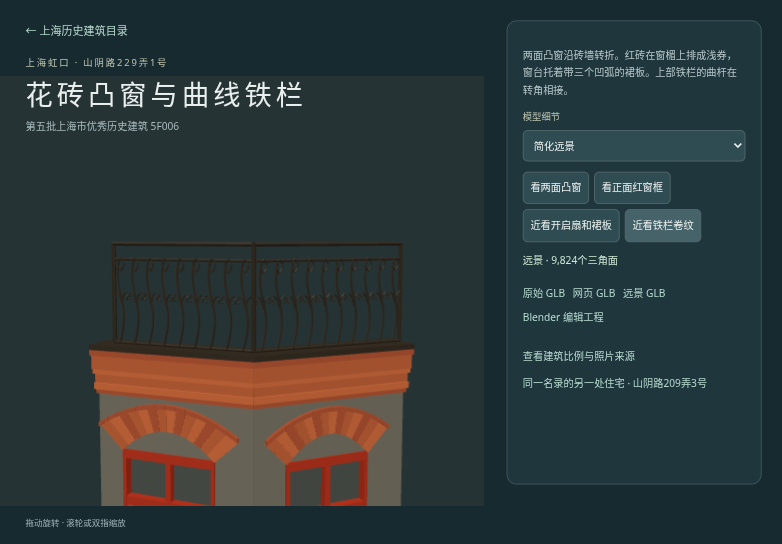 ← 上海历史建筑目录
上海虹口 · 山阴路229弄1号
花砖凸窗与曲线铁栏
第五批上海市优秀历史建筑 5F006
拖动旋转 · 滚轮或双指缩放
两面凸窗沿砖墙转折。红砖在窗楣上排成浅券，
窗台托着带三个凹弧的裙板。上部铁栏的曲杆在
转角相接。
模型细节
简化远景
看两面凸窗 看正面红窗框
近看开启扇和裙板 近看铁栏卷纹
远景 · 9,824个三角面
原始 GLB 网页 GLB 远景 GLB
Blender 编辑工程
查看建筑比例与照片来源
同一名录的另一处住宅 · 山阴路209弄3号